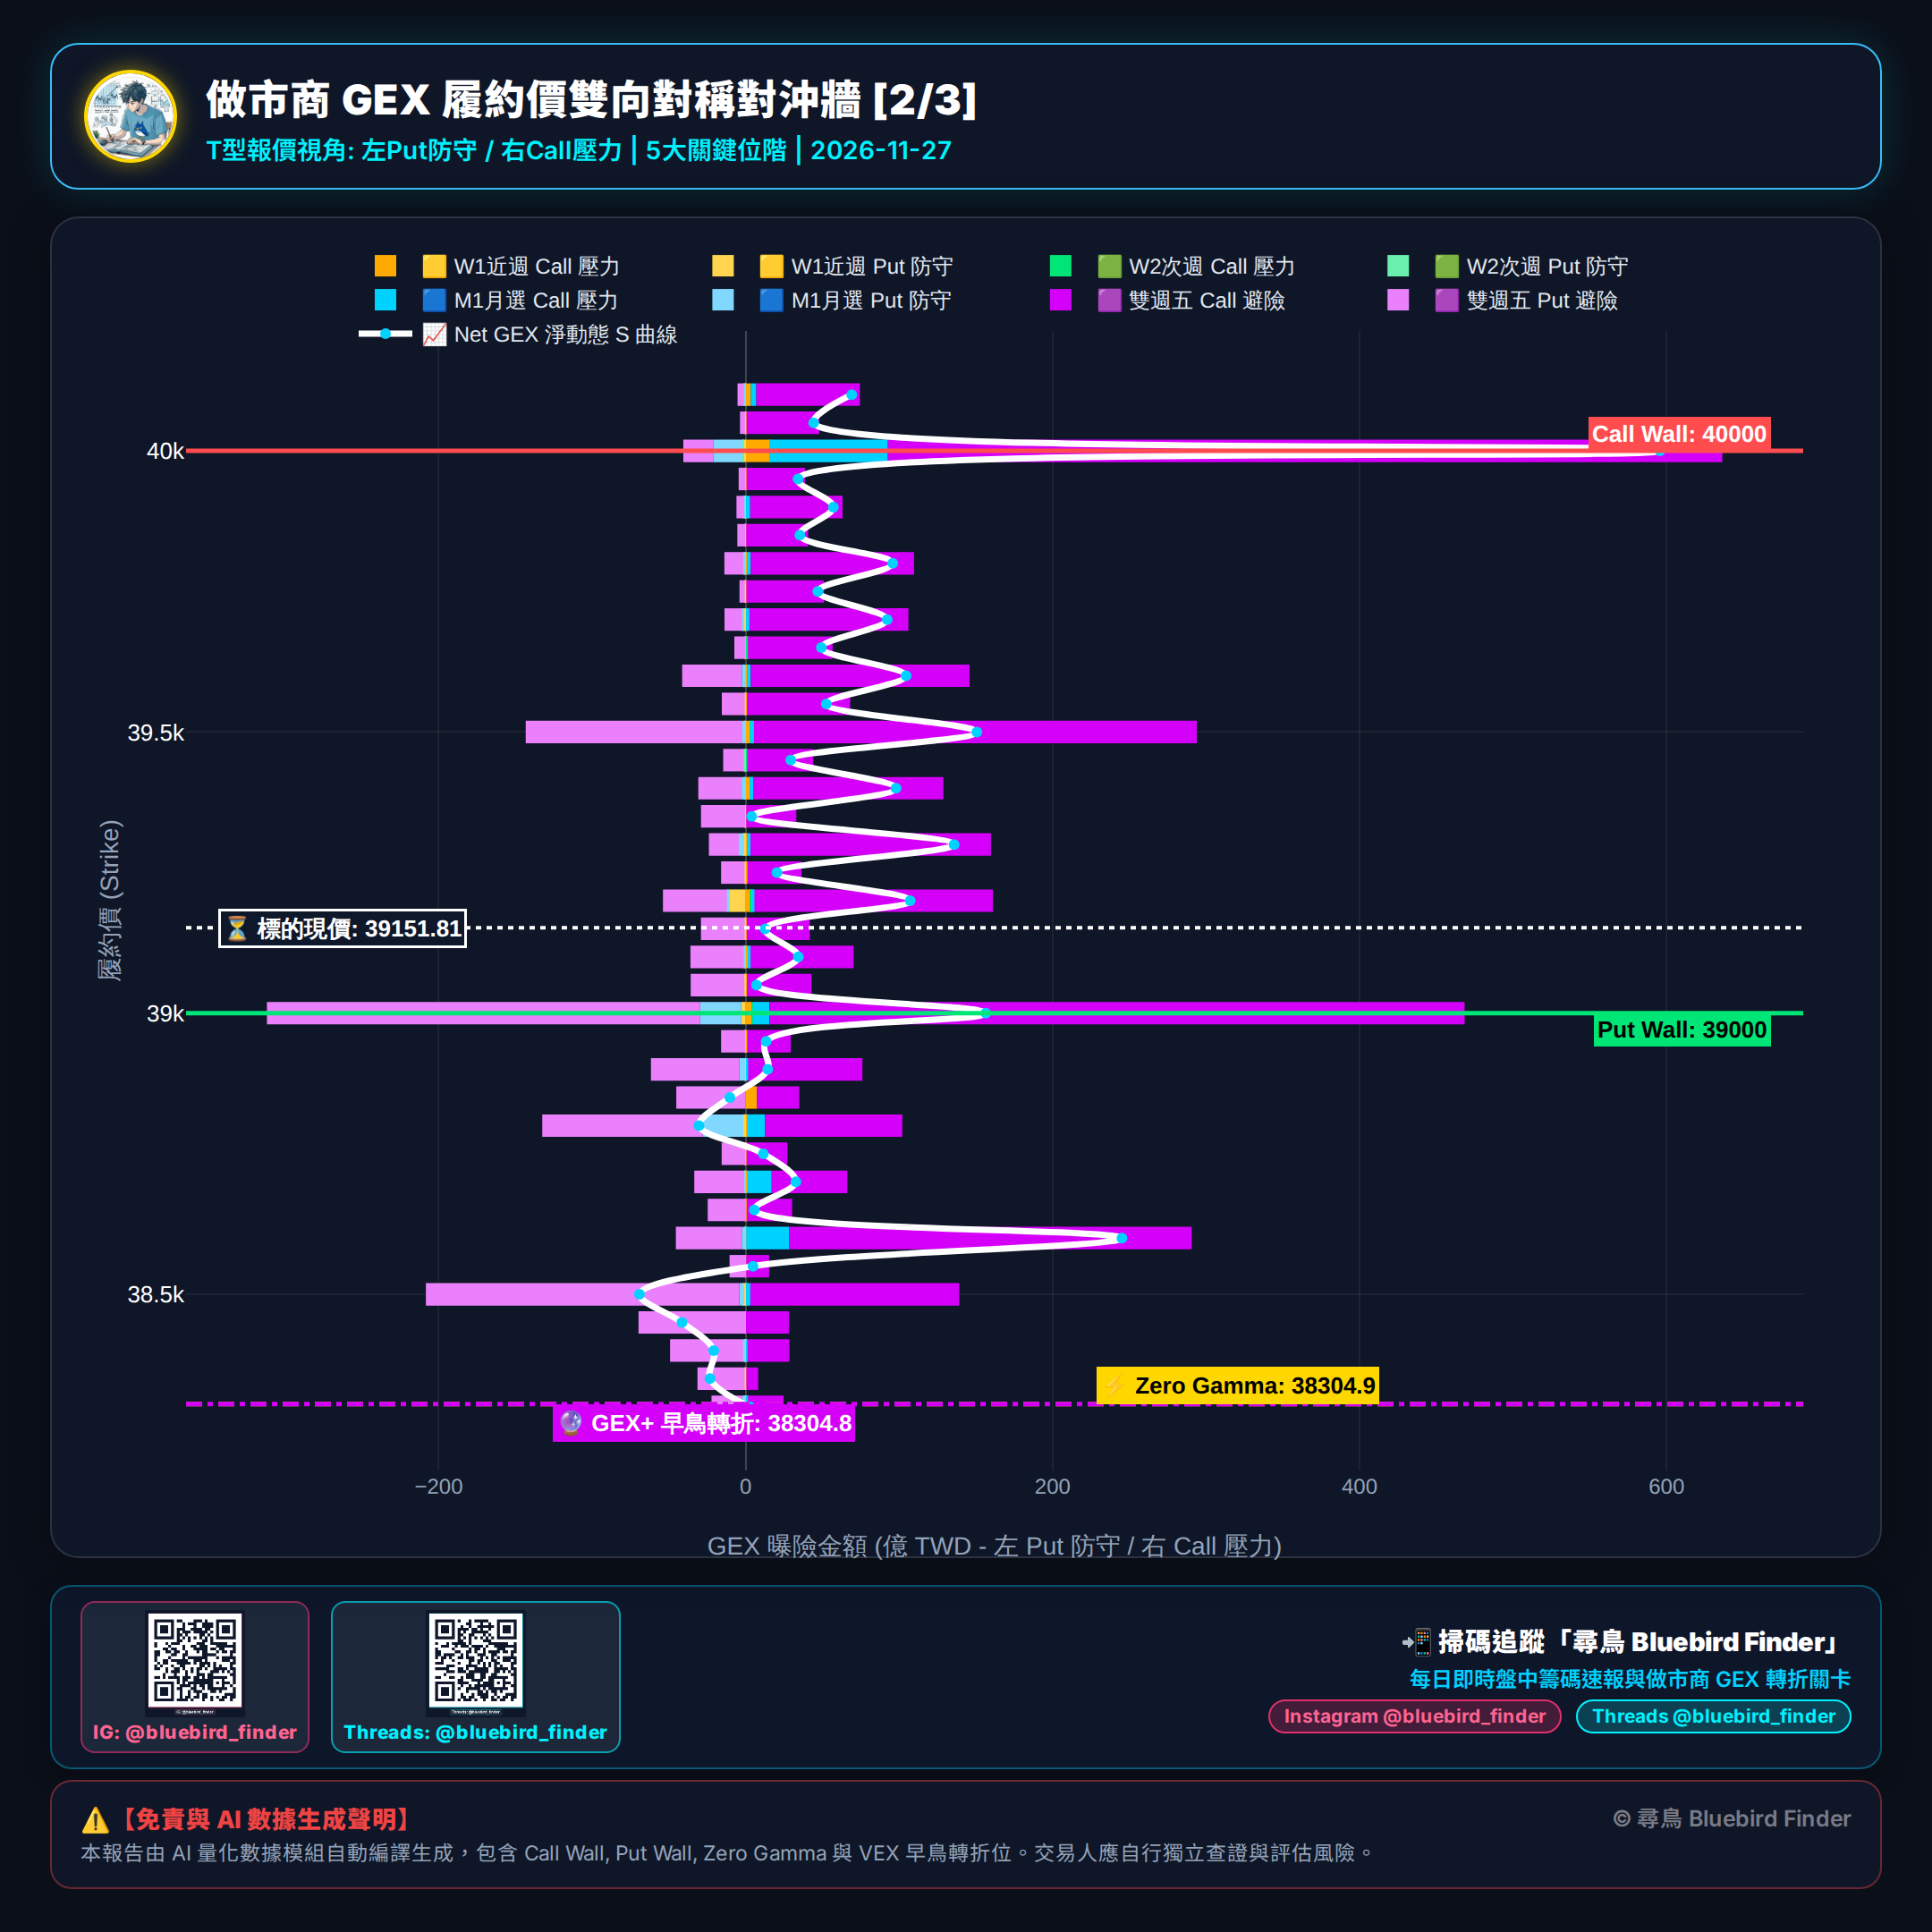 做市商 GEX 履約價雙向對稱對沖牆 [2/3]
T型報價視角: 左Put防守 / 右Call壓力 | 5大關鍵位階 | 2026-11-27
W1近週 Call 壓力
W1近週 Put 防守
W2次週 Call 壓力
W2次週 Put 防守
M1月選 Call 壓力
M1月選 Put 防守
雙週五 Call 避險
雙週五 Put 避險
Net GEX 淨動態 S 曲線
Call Wall: 40000
40k
39.5k
履約價 (Strike)
標的現價: 39151.81
39k
Put Wall: 39000
38.5k
Zero Gamma: 38304.9
GEX+ 早鳥轉折: 38304.8
−200
0
200
400
600
GEX 曝險金額 (億 TWD - 左 Put 防守 / 右 Call 壓力)
IG: @bluebird_finder
Threads: @bluebird_finder
掃碼追蹤「尋鳥 Bluebird Finder」
每日即時盤中籌碼速報與做市商 GEX 轉折關卡
Instagram @bluebird_finder
Threads @bluebird_finder
【免責與 AI 數據生成聲明】
© 尋鳥 Bluebird Finder
本報告由 AI 量化數據模組自動編譯生成，包含 Call Wall, Put Wall, Zero Gamma 與 VEX 早鳥轉折位。交易人應自行獨立查證與評估風險。